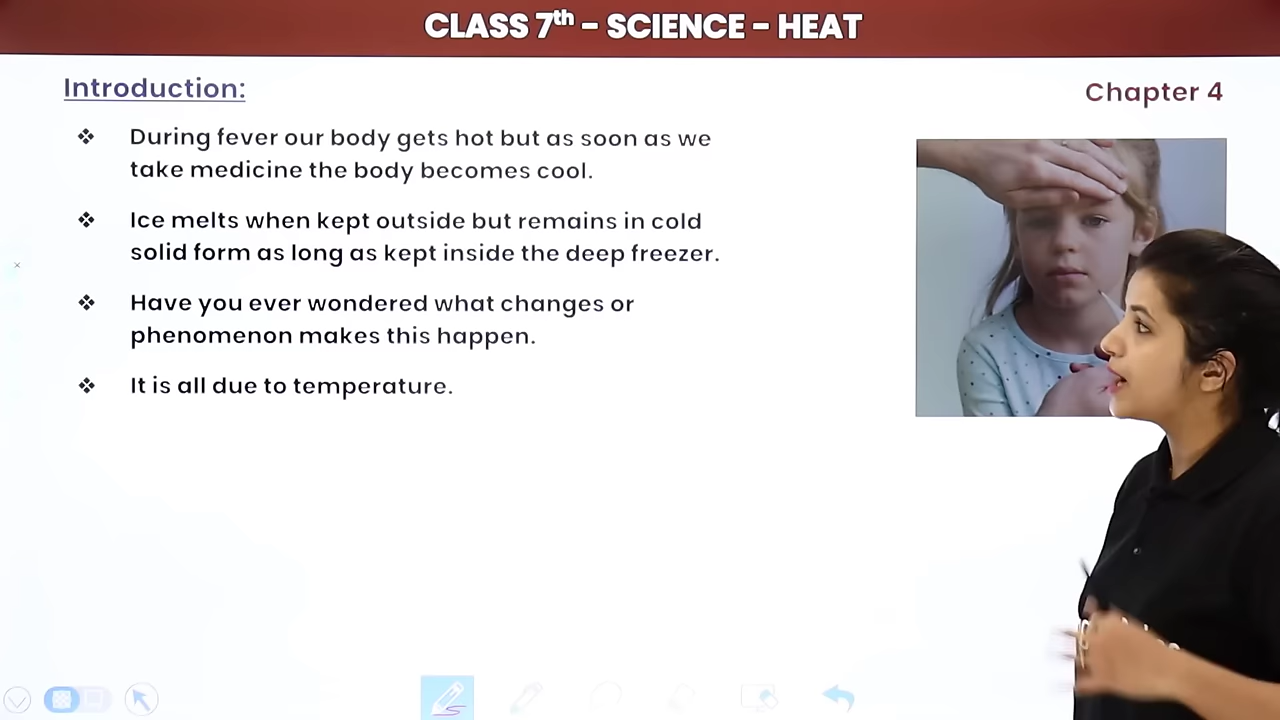 CLASS 7th – SCIENCE – HEAT
Introduction:
Chapter 4
❖ During fever our body gets hot but as soon as we
take medicine the body becomes cool.
❖ Ice melts when kept outside but remains in cold
solid form as long as kept inside the deep freezer.
❖ Have you ever wondered what changes or
phenomenon makes this happen.
❖ It is all due to temperature.